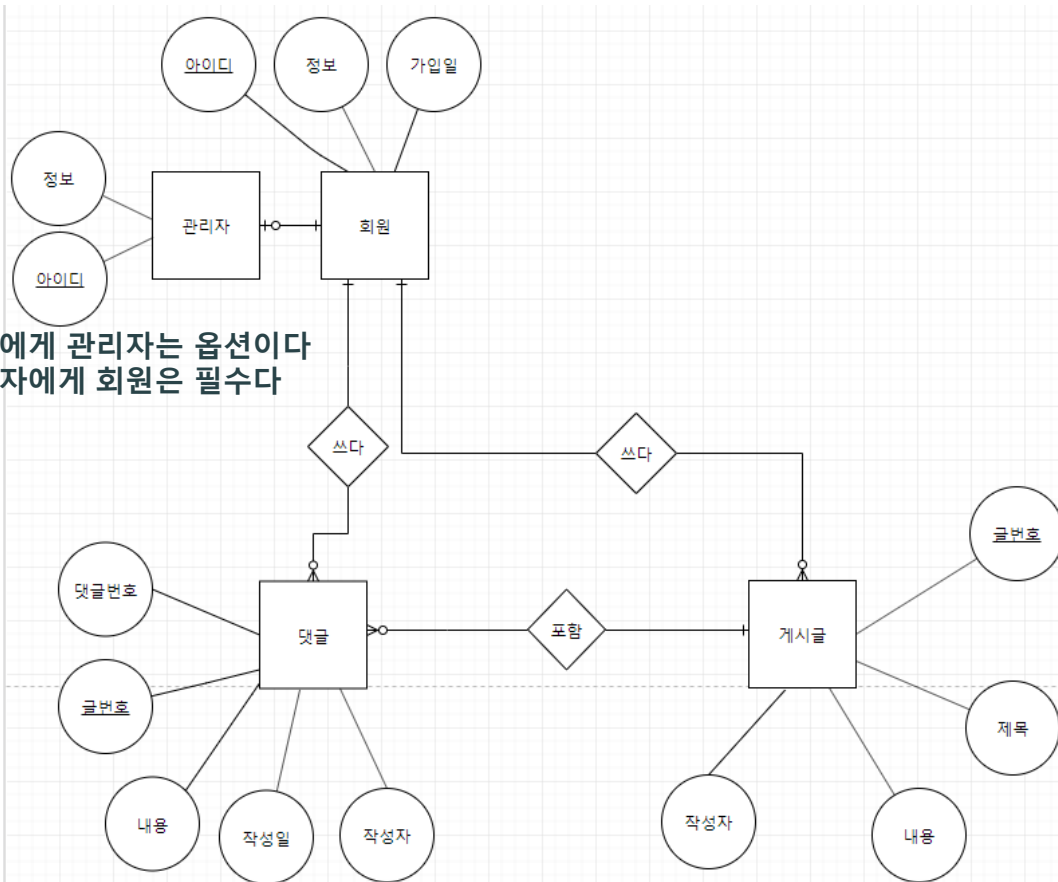 아이디
정보
가입일
정보
관리자
회원
아이디
에게 관리자는 옵션이다
자에게 회원은 필수다
쓰다
쓰다
글번호
댓글번호
댓글
포함
게시글
글번호
제목
내용
작성일
작성자
작성자
내용